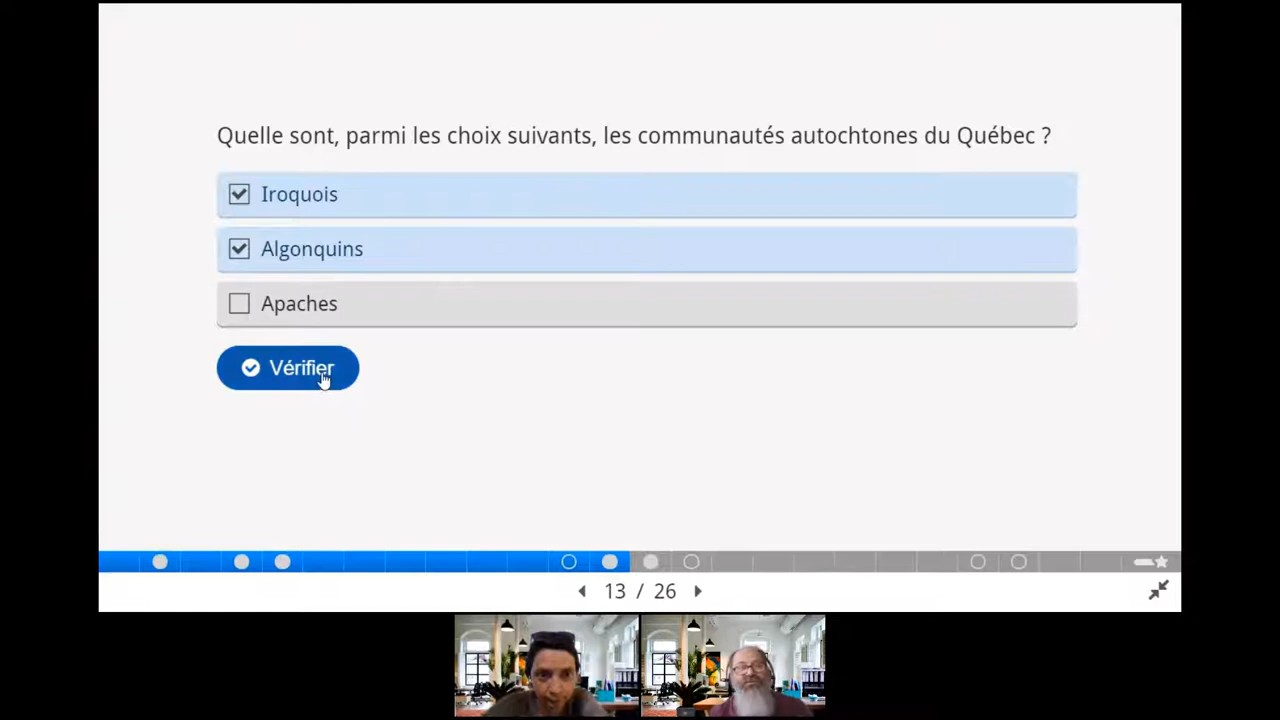 Quelle sont, parmi les choix suivants, les communautés autochtones du Québec ?
Iroquois
Algonquins
Apaches
Vérifier
13 / 26